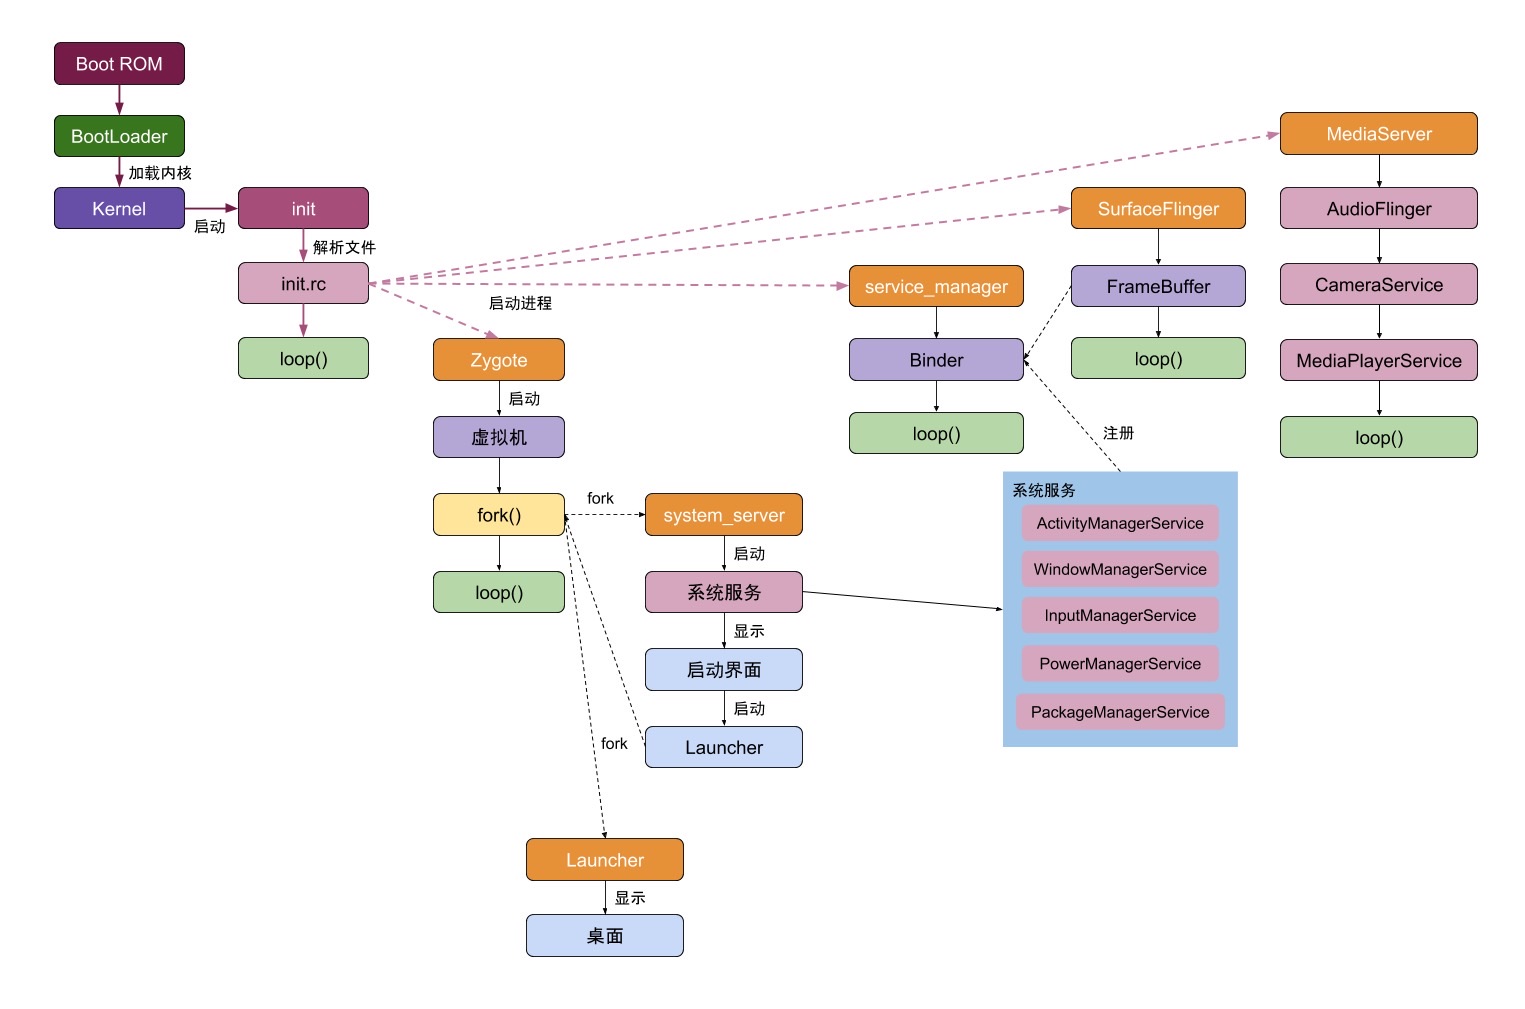 Boot ROM
BootLoader
加载内核
Kernel
启动
init
解析文件
init.rc
loop()
启动进程
Zygote
启动
虚拟机
fork()
loop()
fork
system_server
启动
系统服务
显示
启动界面
启动
Launcher
fork
Launcher
显示
桌面
service_manager
Binder
loop()
SurfaceFlinger
FrameBuffer
loop()
注册
系统服务
ActivityManagerService
WindowManagerService
InputManagerService
PowerManagerService
PackageManagerService
MediaServer
AudioFlinger
CameraService
MediaPlayerService
loop()